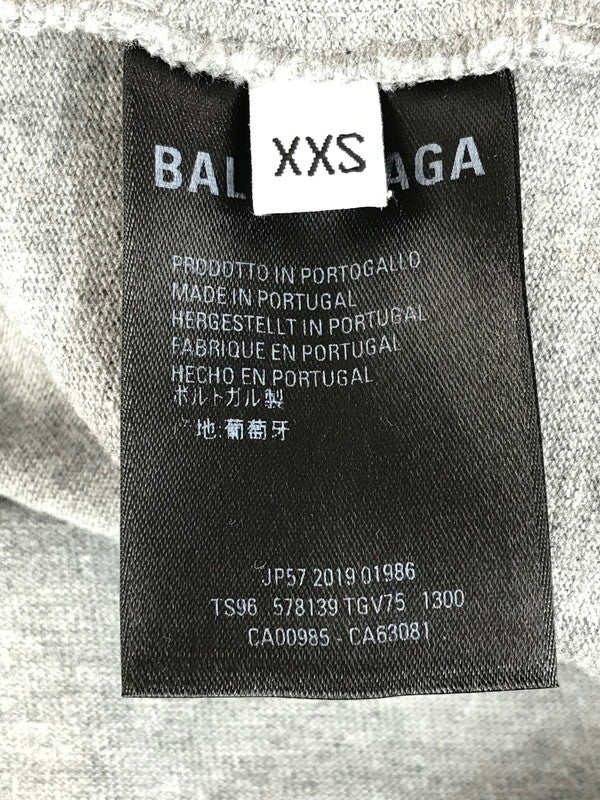 XXS
BAL AGA
PRODOTTO IN PORTOGALLO
MADE IN PORTUGAL
HERGESTELLT IN PORTUGAL
FABRIQUE EN PORTUGAL
HECHO EN PORTUGAL
ポルトガル製
地:葡萄牙
JP57 2019 01986
TS96 578139 TGV75 1300
CA00985 - CA63081